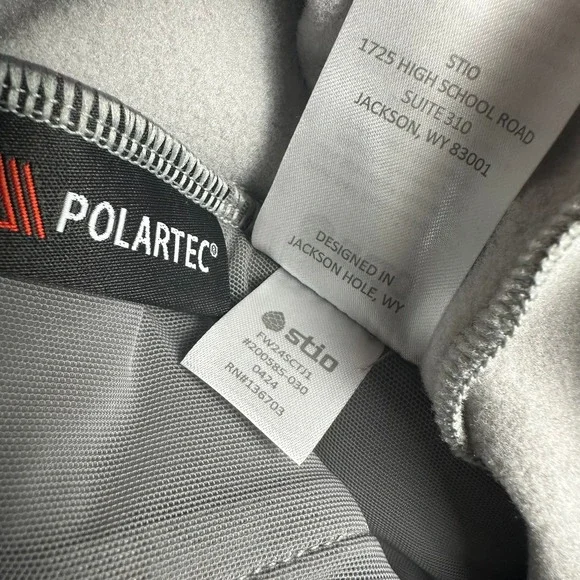 STIO
1725 HIGH SCHOOL ROAD
SUITE 310
JACKSON, WY 83001
DESIGNED IN
JACKSON HOLE, WY
POLARTEC®
stio
FW24SCTJ1
#200585-030
0424
RN#136703